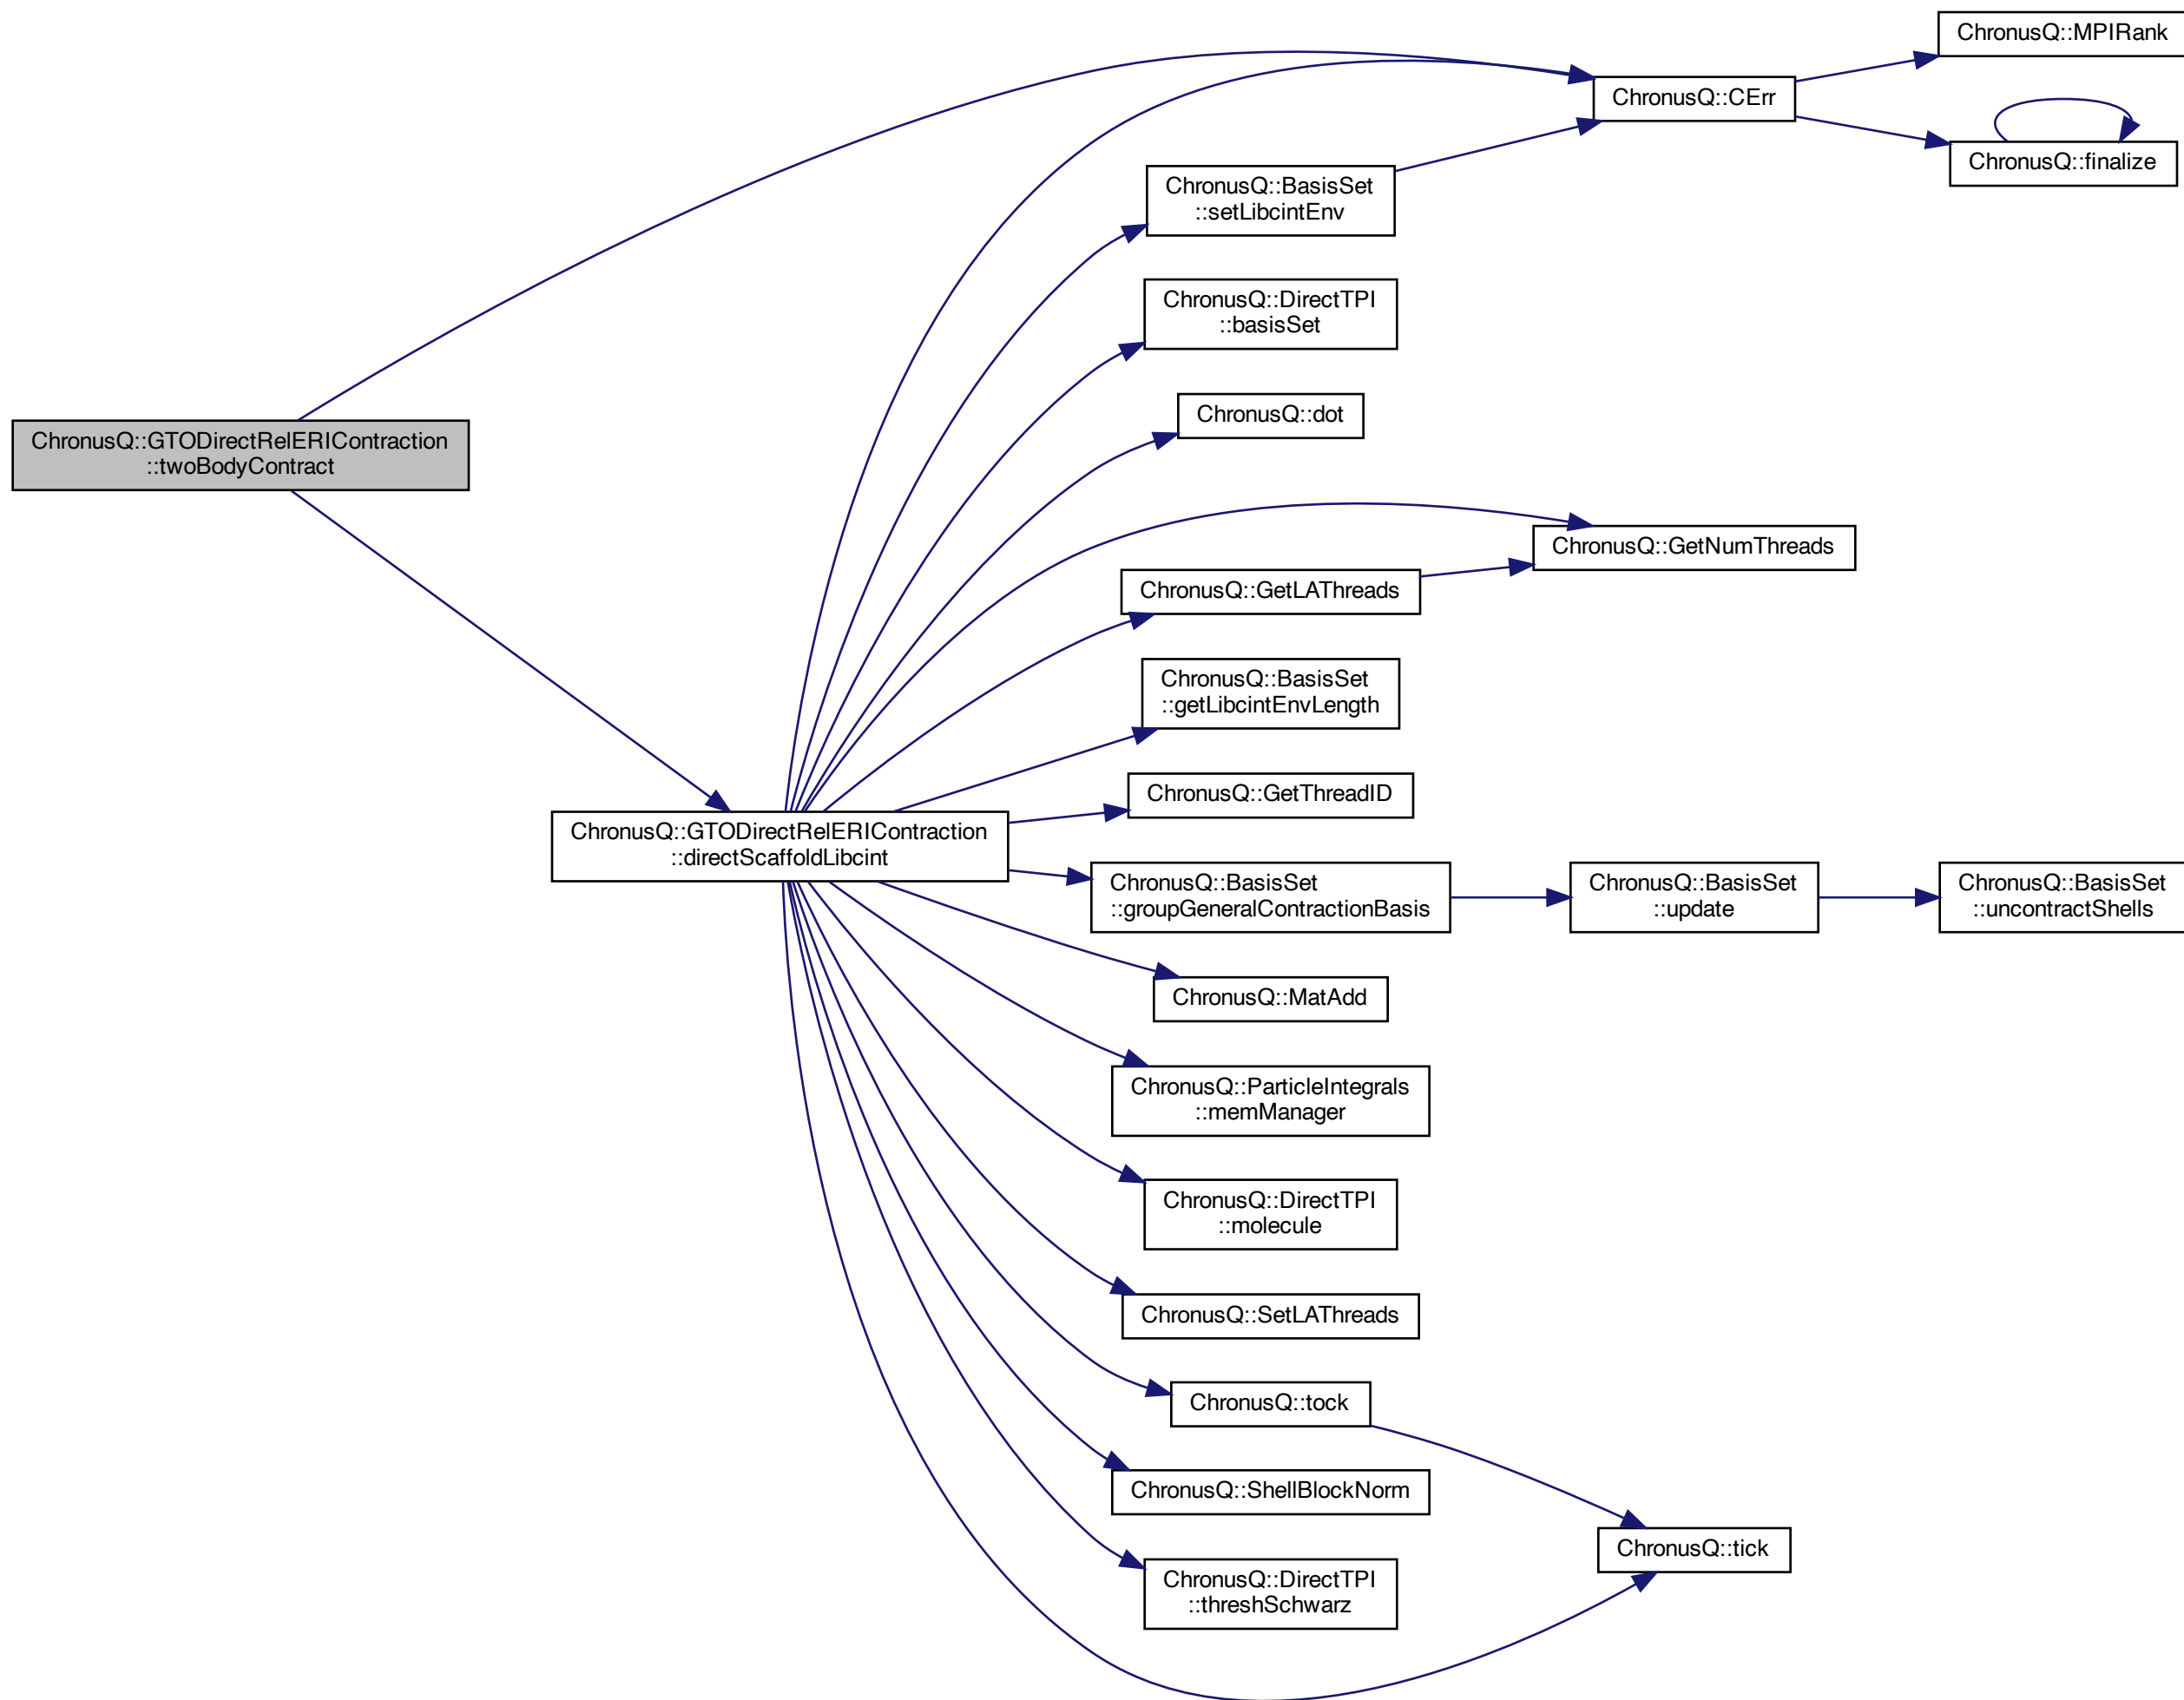 ChronusQ::MPIRank
ChronusQ::CErr
ChronusQ::finalize
ChronusQ::BasisSet
::setLibcintEnv
ChronusQ::DirectTPI
::basisSet
ChronusQ::dot
ChronusQ::GTODirectRelERIContraction
::twoBodyContract
ChronusQ::GetNumThreads
ChronusQ::GetLAThreads
ChronusQ::BasisSet
::getLibcintEnvLength
ChronusQ::GetThreadID
ChronusQ::GTODirectRelERIContraction
::directScaffoldLibcint
ChronusQ::BasisSet
::groupGeneralContractionBasis
ChronusQ::BasisSet
::update
ChronusQ::BasisSet
::uncontractShells
ChronusQ::MatAdd
ChronusQ::ParticleIntegrals
::memManager
ChronusQ::DirectTPI
::molecule
ChronusQ::SetLAThreads
ChronusQ::tock
ChronusQ::ShellBlockNorm
ChronusQ::tick
ChronusQ::DirectTPI
::threshSchwarz